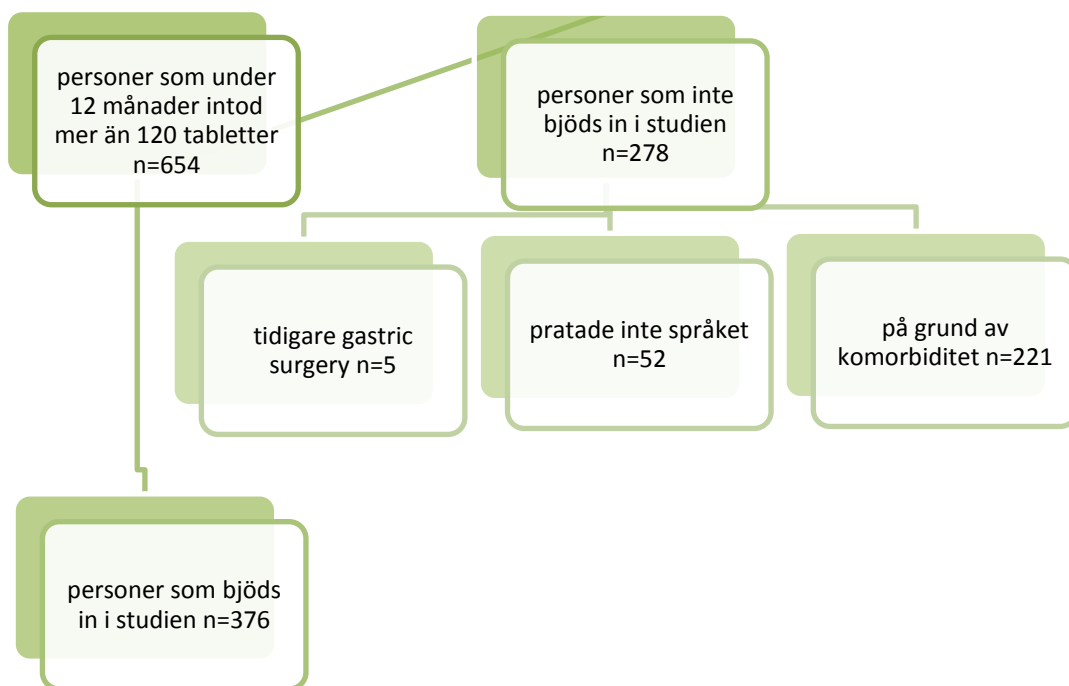 personer som under
12 månader intod
mer än 120 tabletter
n=654
personer som inte
bjöds in i studien
n=278
tidigare gastric
surgery n=5
pratade inte språket
n=52
på grund av
komorbiditet n=221
personer som bjöds
in i studien n=376